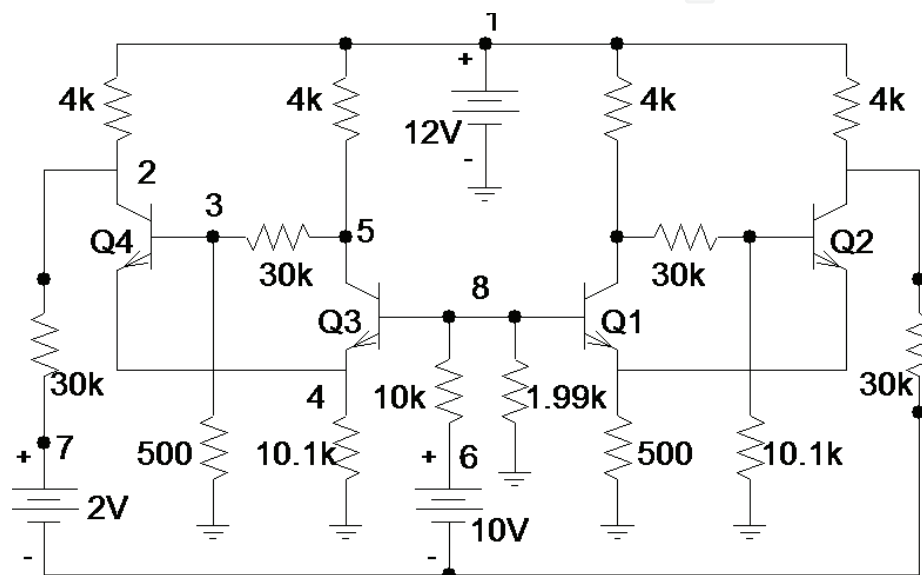 1
4k 4k + 4k 4k
12V
-
2
3 5
Q4 Q2
30k 30k
8
Q3 Q1
30k 4 10k 1.99k 30k
7
+ 500 10.1k + 6 500 10.1k
2V 10V
- -